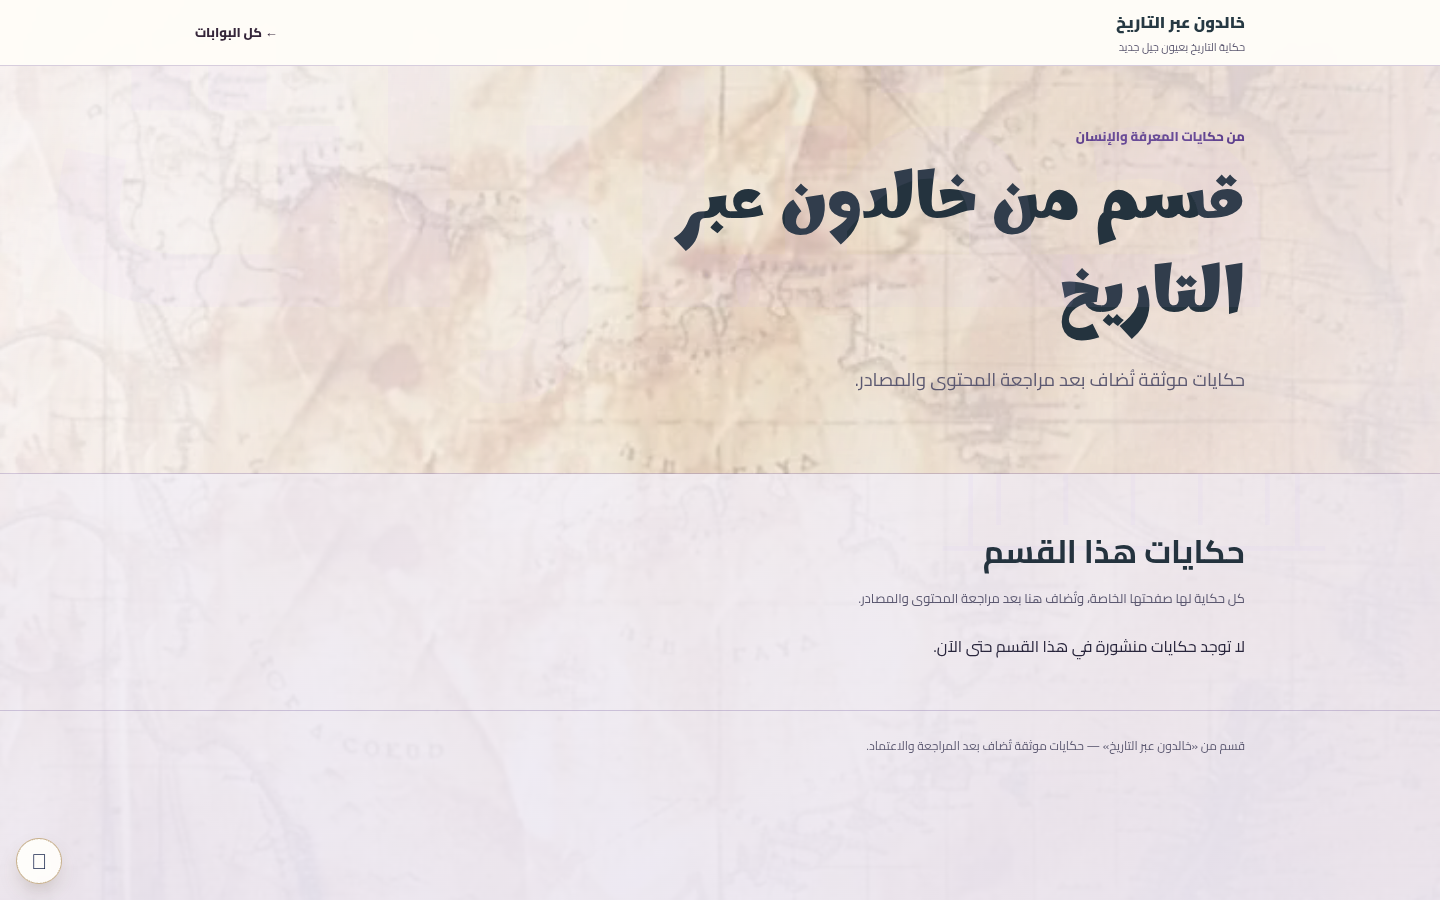 خالدون عبر التاريخ
حكاية التاريخ بعيون جيل جديد
← كل البوابات
من حكايات المعرفة والإنسان
قسم من خالدون عبر
التاريخ
حكايات موثقة تُضاف بعد مراجعة المحتوى والمصادر.
حكايات هذا القسم
كل حكاية لها صفحتها الخاصة، وتُضاف هنا بعد مراجعة المحتوى والمصادر.
لا توجد حكايات منشورة في هذا القسم حتى الآن.
قسم من «خالدون عبر التاريخ» — حكايات موثقة تُضاف بعد المراجعة والاعتماد.